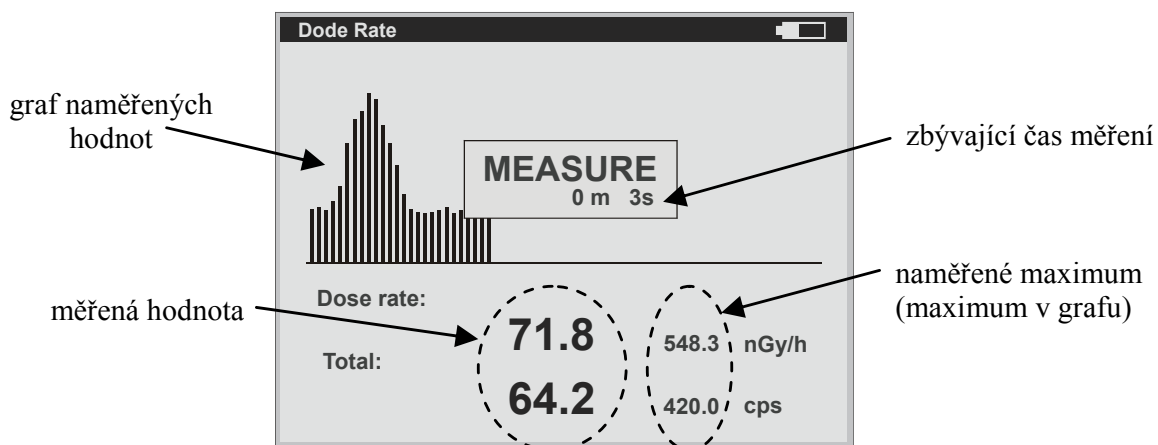 Dode Rate
graf naměřených
hodnot
zbývající čas měření
MEASURE
0 m 3s
naměřené maximum
(maximum v grafu)
měřená hodnota
Dose rate:
71.8 548.3 nGy/h
Total:
64.2 420.0 cps